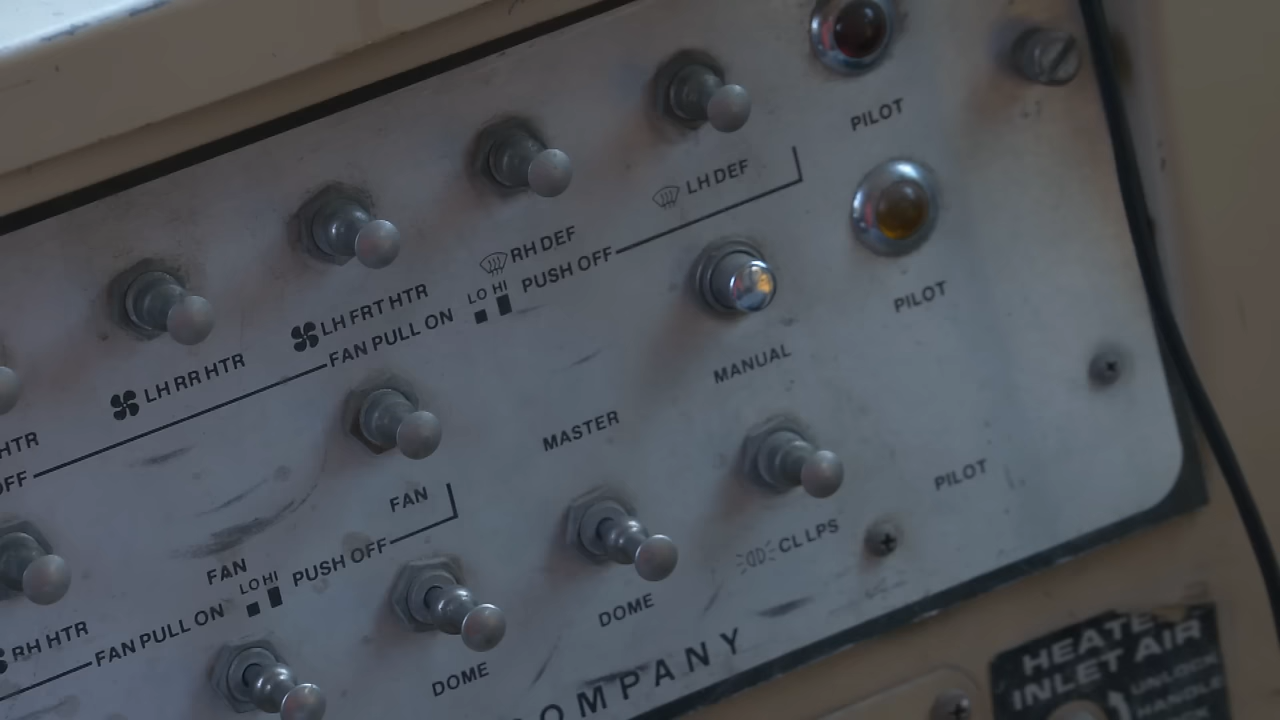 PILOT
LH DEF
RH DEF
PUSH OFF
LO HI
LH FRT HTR
FAN PULL ON
LH RR HTR
HTR
OFF
PILOT
MANUAL
MASTER
FAN
PUSH OFF
LO HI
FAN
FAN PULL ON
RH HTR
PILOT
CL LPS
DOME
DOME
OMPANY
HEATE
INLET AIR
UNLOCK
HANDLE